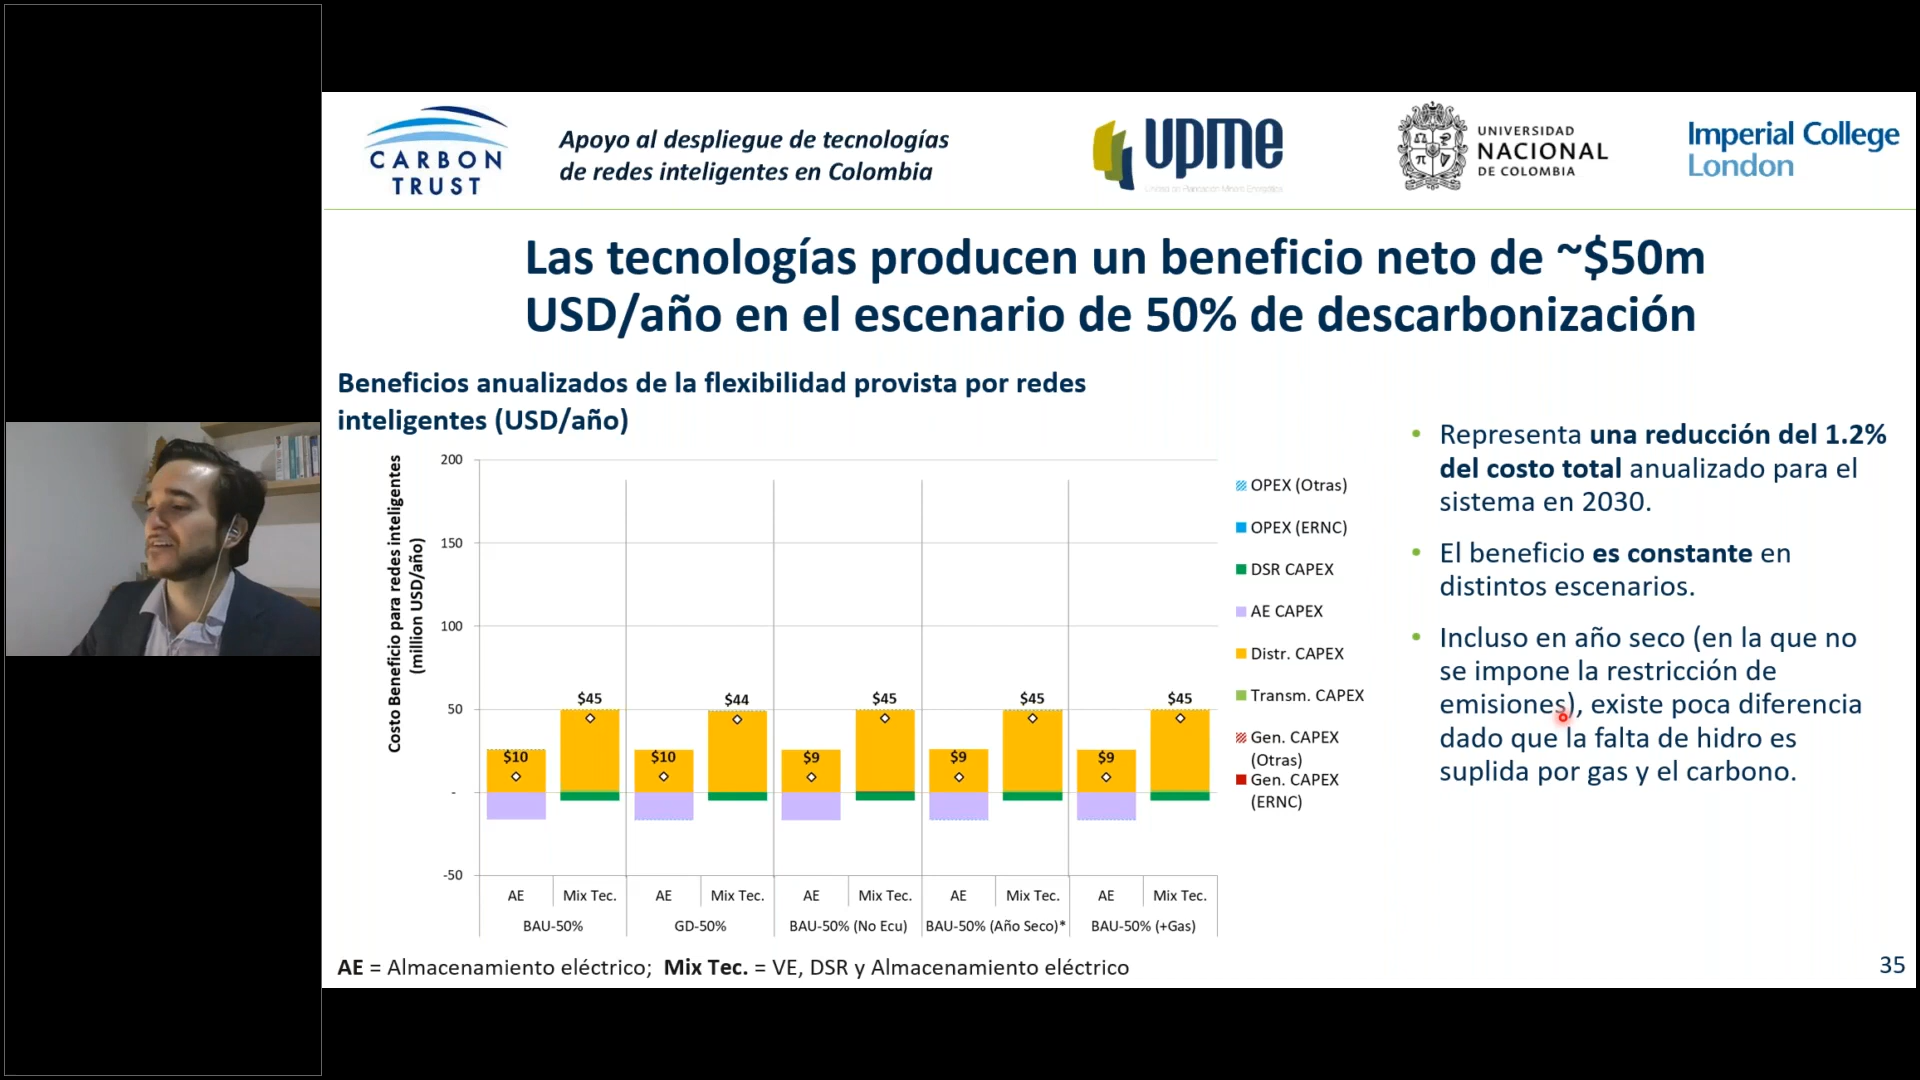 CARBON
TRUST
Apoyo al despliegue de tecnologías
de redes inteligentes en Colombia
upme
Unidad de Planeación Minero Energética
UNIVERSIDAD
NACIONAL
DE COLOMBIA
Imperial College
London
Las tecnologías producen un beneficio neto de ~$50m
USD/año en el escenario de 50% de descarbonización
Beneficios anualizados de la flexibilidad provista por redes
inteligentes (USD/año)
Costo Beneficio para redes inteligentes
(million USD/año)
200
150
100
50
-
-50
$10
$45
$10
$44
$9
$45
$9
$45
$9
$45
AE
Mix Tec.
AE
Mix Tec.
AE
Mix Tec.
AE
Mix Tec.
AE
Mix Tec.
BAU-50%
GD-50%
BAU-50% (No Ecu)
BAU-50% (Año Seco)*
BAU-50% (+Gas)
OPEX (Otras)
OPEX (ERNC)
DSR CAPEX
AE CAPEX
Distr. CAPEX
Transm. CAPEX
Gen. CAPEX
(Otras)
Gen. CAPEX
(ERNC)
• Representa una reducción del 1.2%
del costo total anualizado para el
sistema en 2030.
• El beneficio es constante en
distintos escenarios.
• Incluso en año seco (en la que no
se impone la restricción de
emisiones), existe poca diferencia
dado que la falta de hidro es
suplida por gas y el carbono.
AE = Almacenamiento eléctrico; Mix Tec. = VE, DSR y Almacenamiento eléctrico
35